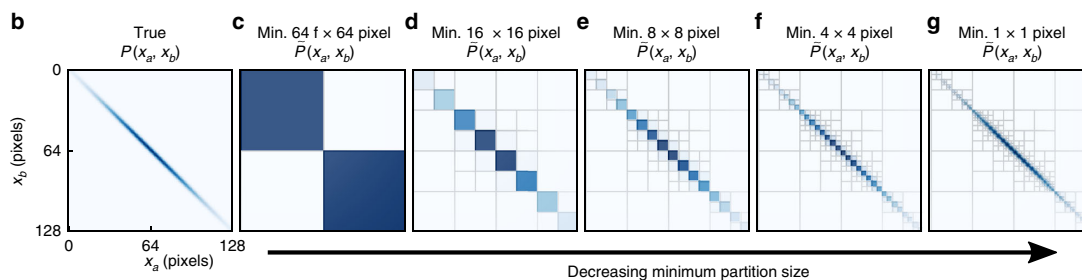 b
True
P(xa, xb)
c
Min. 64 f × 64 pixel
P̄(xa, xb)
d
Min. 16 × 16 pixel
P̄(xa, xb)
e
Min. 8 × 8 pixel
P̄(xa, xb)
f
Min. 4 × 4 pixel
P̄(xa, xb)
g
Min. 1 × 1 pixel
P̄(xa, xb)
0
64
128
xb (pixels)
0
64
128
xa (pixels)
Decreasing minimum partition size